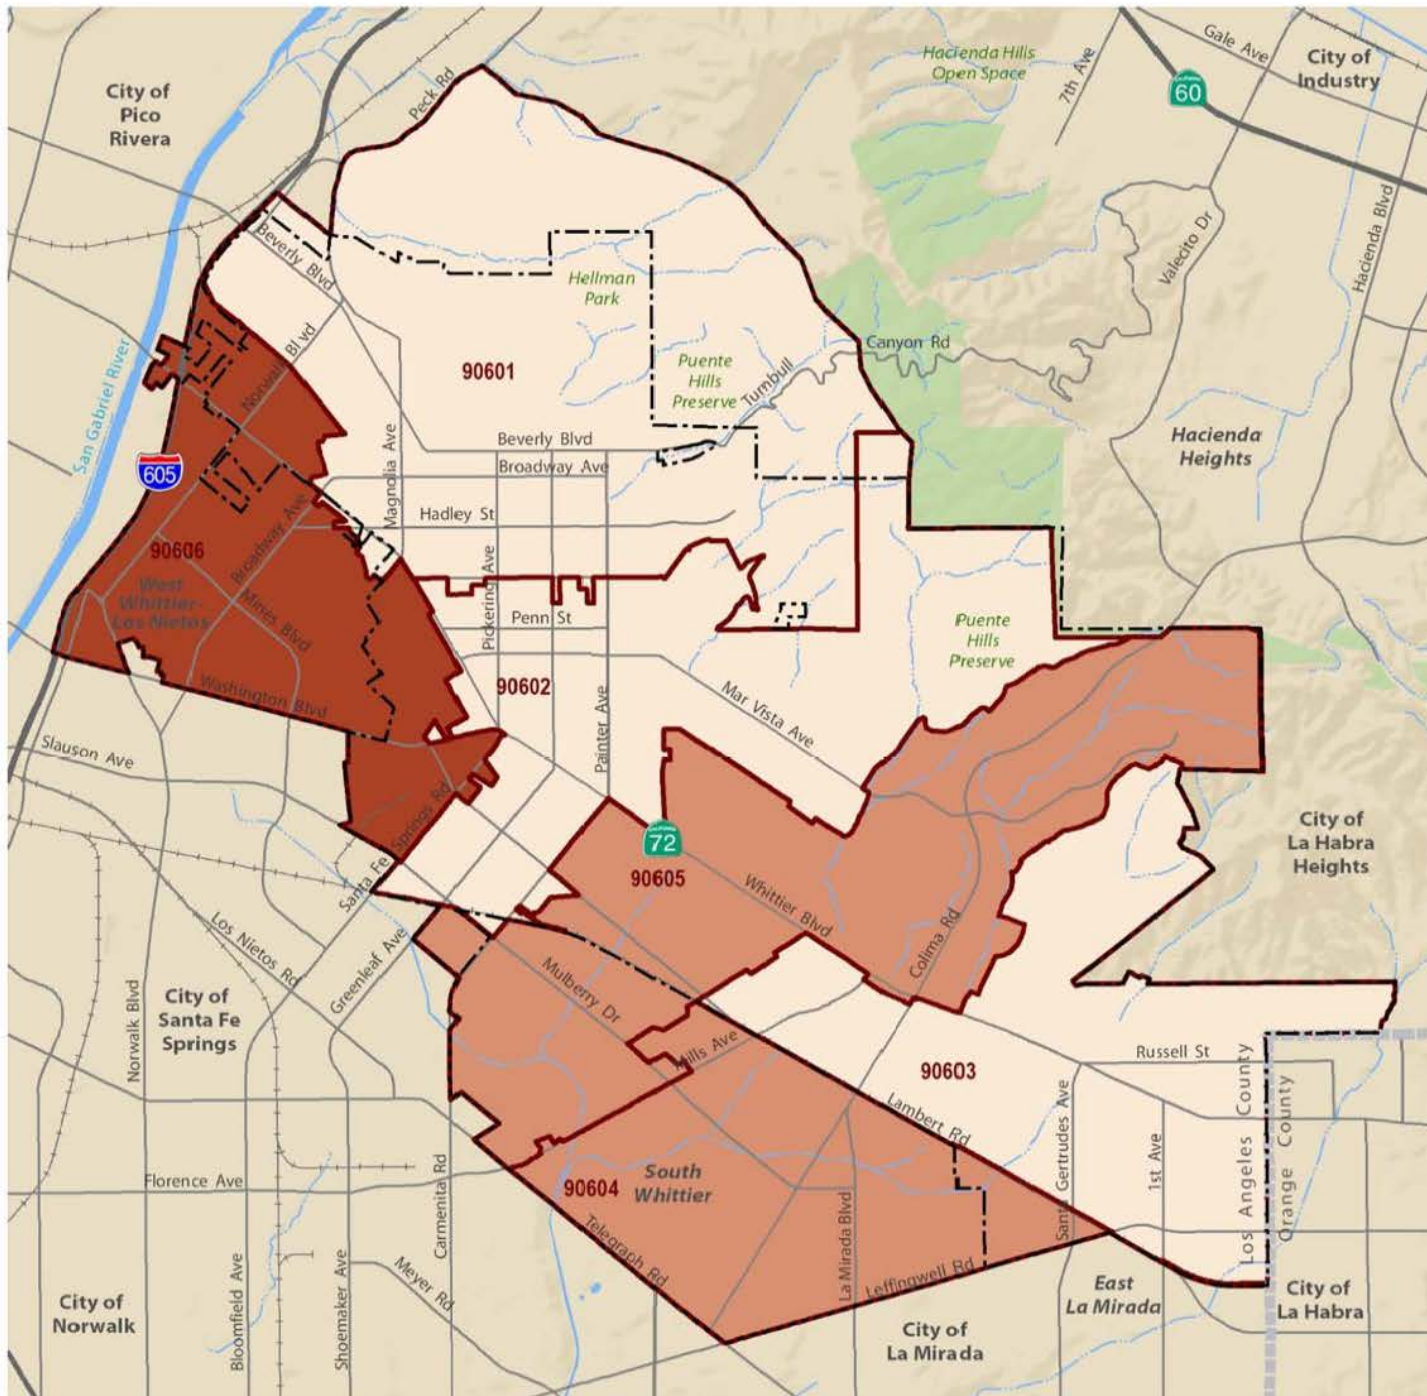 Hacienda Hills
Open Space
7th Ave
Gale Ave
City of
Industry
CALIFORNIA
60
City of
Pico
Rivera
Peck Rd
Hacienda Blvd
Valecito Dr
Beverly Blvd
Hellman
Park
San Gabriel River
Norwalk Bl vd
90601
Puente
Hills
Preserve
Turnbull
Canyon Rd
Hacienda
Heights
605
Magnolia Ave
Beverly Blvd
Broadway Ave
Hadley St
90606
West
Whittier-
Los Nietos
Broadway Ave
Mines Blvd
Pickering Ave
Penn St
Puente
Hills
Preserve
90602
Washington Blvd
Painter Ave
Mar Vista Ave
Slauson Ave
Santa Fe Springs Rd
CALIFORNIA
72
90605
Whittier Blvd
Colima Rd
City of
La Habra
Heights
Los Nietos Rd
Greenleaf Ave
Mulberry Dr
City of
Santa Fe
Springs
Norwalk Blvd
Mills Ave
90603
Russell St
Lambert Rd
Santa Gertrudes Ave
1st Ave
Los Angeles County
Orange County
Florence Ave
Carmenita Rd
90604
South
Whittier
Telegraph Rd
La Mirada Blvd
Leffingwell Rd
Bloomfield Ave
Shoemaker Ave
Meyer Rd
City of
Norwalk
East
La Mirada
City of
La Habra
City of
La Mirada